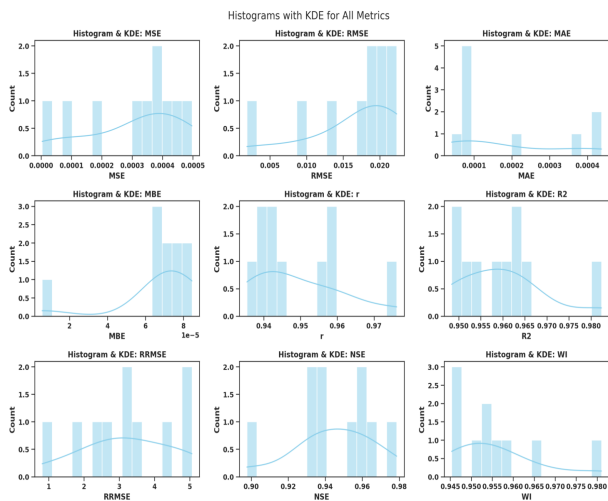 Histograms with KDE for All Metrics
Histogram & KDE: MSE
Count
2.0
1.5
1.0
0.5
0.0
0.0000 0.0001 0.0002 0.0003 0.0004 0.0005
MSE
Histogram & KDE: RMSE
Count
2.0
1.5
1.0
0.5
0.0
0.005 0.010 0.015 0.020
RMSE
Histogram & KDE: MAE
Count
5
4
3
2
1
0
0.0001 0.0002 0.0003 0.0004
MAE
Histogram & KDE: MBE
Count
3.0
2.5
2.0
1.5
1.0
0.5
0.0
2 4 6 8
1e−5
MBE
Histogram & KDE: r
Count
2.0
1.5
1.0
0.5
0.0
0.94 0.95 0.96 0.97
r
Histogram & KDE: R2
Count
2.0
1.5
1.0
0.5
0.0
0.950 0.955 0.960 0.965 0.970 0.975 0.980
R2
Histogram & KDE: RRMSE
Count
2.0
1.5
1.0
0.5
0.0
1 2 3 4 5
RRMSE
Histogram & KDE: NSE
Count
2.0
1.5
1.0
0.5
0.0
0.90 0.92 0.94 0.96 0.98
NSE
Histogram & KDE: WI
Count
3.0
2.5
2.0
1.5
1.0
0.5
0.0
0.945 0.950 0.955 0.960 0.965 0.970 0.975 0.980
WI